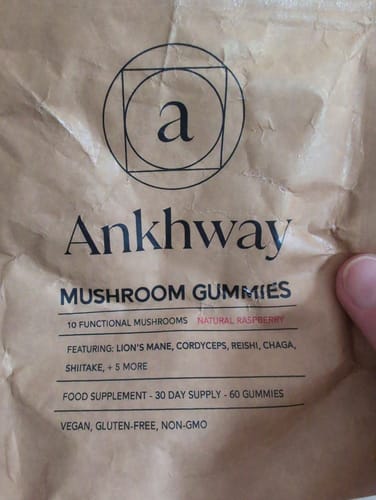 a
Ankhway
MUSHROOM GUMMIES
10 FUNCTIONAL MUSHROOMS NATURAL RASPBERRY
FEATURING: LION'S MANE, CORDYCEPS, REISHI, CHAGA,
SHIITAKE, + 5 MORE
FOOD SUPPLEMENT - 30 DAY SUPPLY - 60 GUMMIES
VEGAN, GLUTEN-FREE, NON-GMO